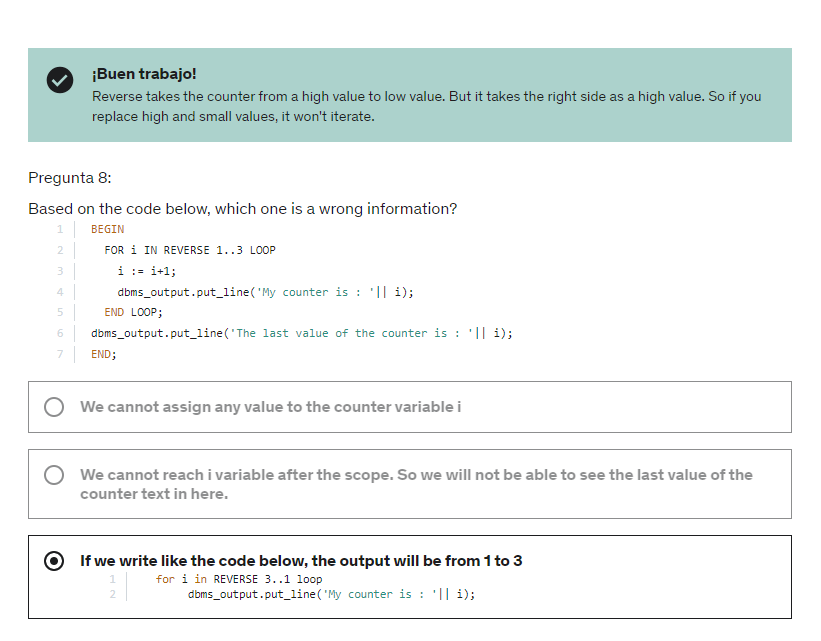 ¡Buen trabajo!
Reverse takes the counter from a high value to low value. But it takes the right side as a high value. So if you
replace high and small values, it won't iterate.
Pregunta 8:
Based on the code below, which one is a wrong information?
1 BEGIN
2 FOR i IN REVERSE 1..3 LOOP
3 i := i+1;
4 dbms_output.put_line('My counter is : '|| i);
5 END LOOP;
6 dbms_output.put_line('The last value of the counter is : '|| i);
7 END;
We cannot assign any value to the counter variable i
We cannot reach i variable after the scope. So we will not be able to see the last value of the
counter text in here.
If we write like the code below, the output will be from 1 to 3
1 for i in REVERSE 3..1 loop
2 dbms_output.put_line('My counter is : '|| i);